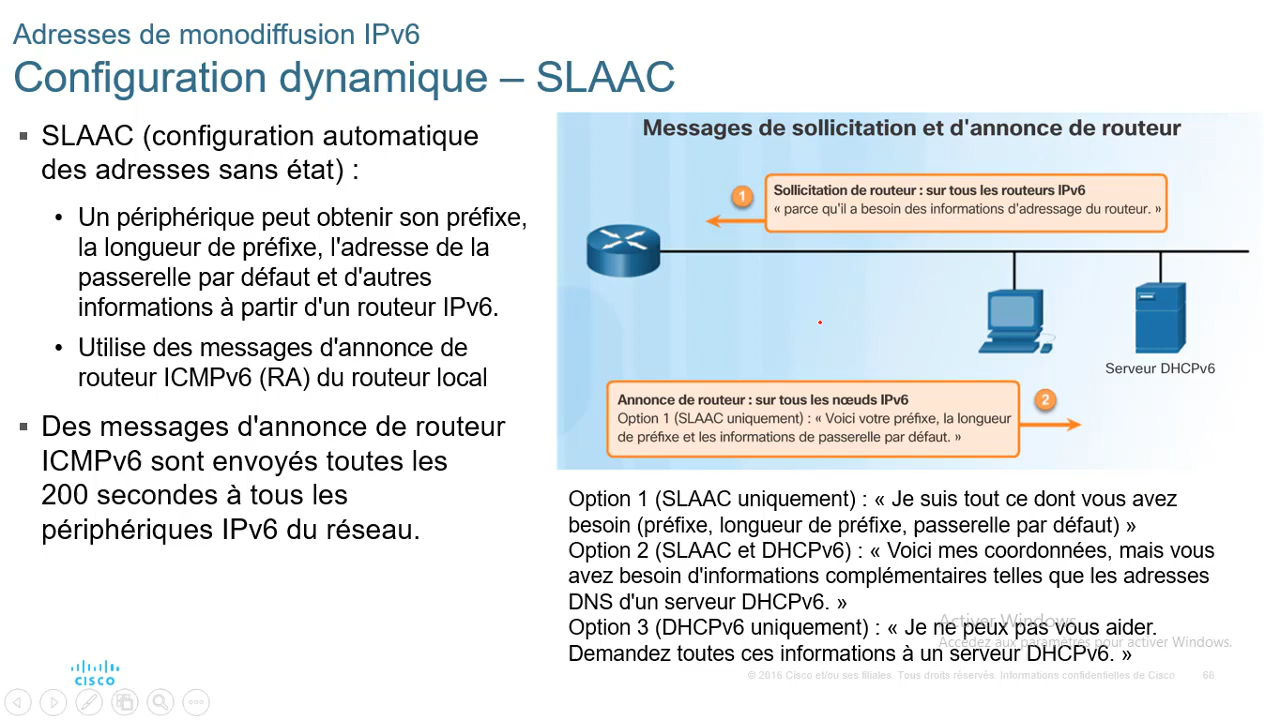 Adresses de monodiffusion IPv6
Configuration dynamique – SLAAC
▪ SLAAC (configuration automatique
des adresses sans état) :
• Un périphérique peut obtenir son préfixe,
la longueur de préfixe, l'adresse de la
passerelle par défaut et d'autres
informations à partir d'un routeur IPv6.
• Utilise des messages d'annonce de
routeur ICMPv6 (RA) du routeur local
▪ Des messages d'annonce de routeur
ICMPv6 sont envoyés toutes les
200 secondes à tous les
périphériques IPv6 du réseau.
Messages de sollicitation et d'annonce de routeur
1
Sollicitation de routeur : sur tous les routeurs IPv6
« parce qu'il a besoin des informations d'adressage du routeur. »
Serveur DHCPv6
Annonce de routeur : sur tous les nœuds IPv6
Option 1 (SLAAC uniquement) : « Voici votre préfixe, la longueur
de préfixe et les informations de passerelle par défaut. »
2
Option 1 (SLAAC uniquement) : « Je suis tout ce dont vous avez
besoin (préfixe, longueur de préfixe, passerelle par défaut) »
Option 2 (SLAAC et DHCPv6) : « Voici mes coordonnées, mais vous
avez besoin d'informations complémentaires telles que les adresses
DNS d'un serveur DHCPv6. »
Option 3 (DHCPv6 uniquement) : « Je ne peux pas vous aider.
Demandez toutes ces informations à un serveur DHCPv6. »
Activer Windows
Accédez aux paramètres pour activer Windows.
CISCO
© 2016 Cisco et/ou ses filiales. Tous droits réservés. Informations confidentielles de Cisco
66